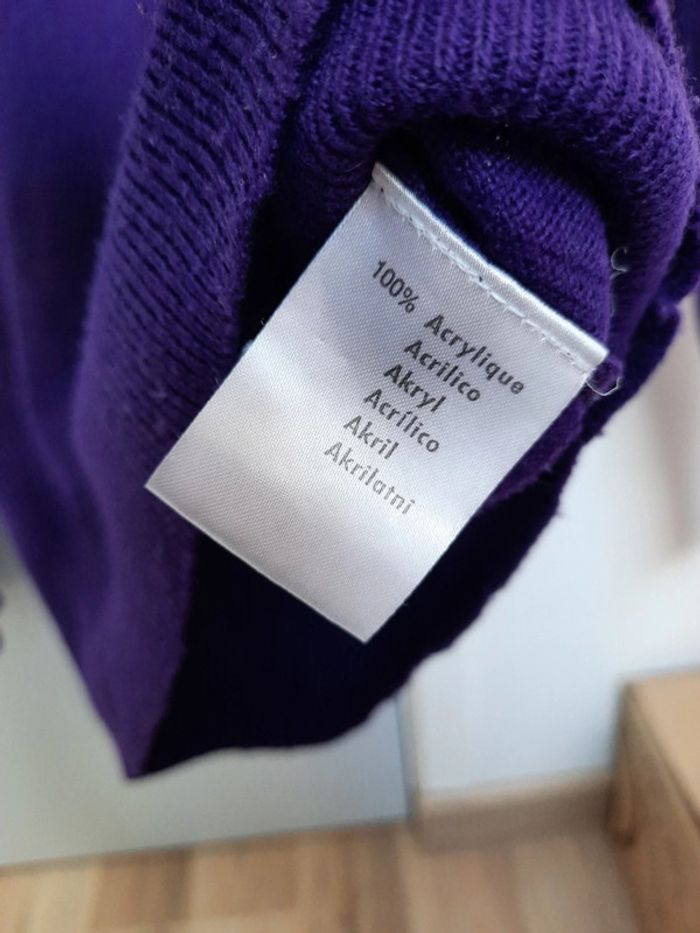 100% Acrylique
Acrilico
Akryl
Acrílico
Akril
Akrilatni